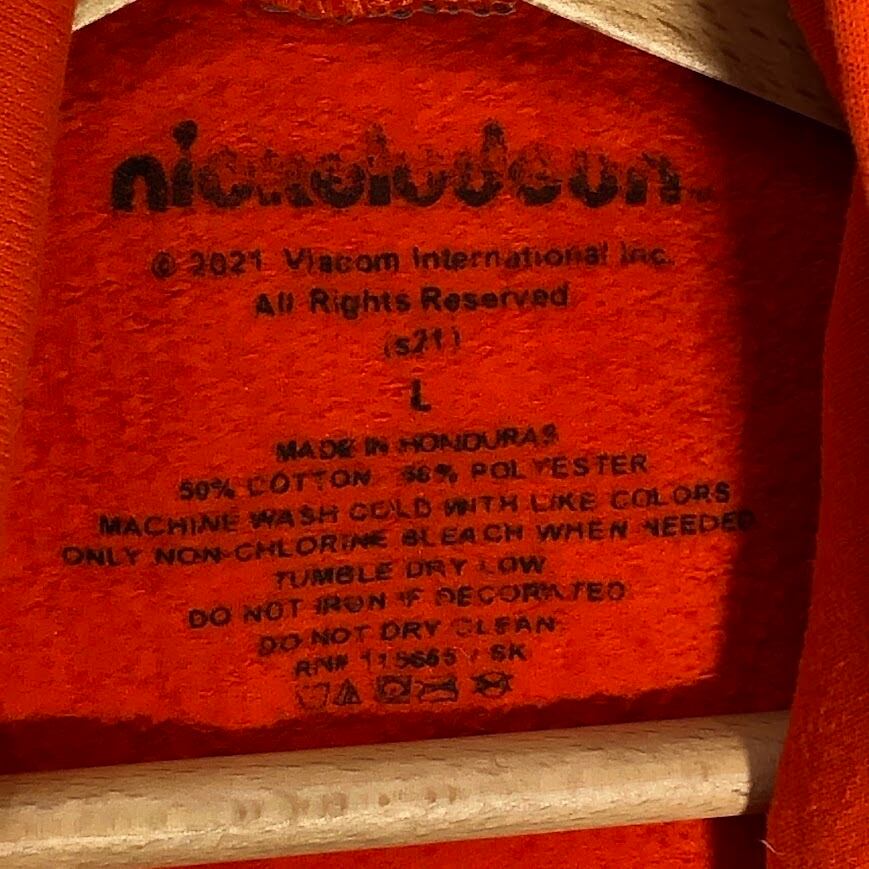 nickelodeon
© 2021 Viacom International Inc.
All Rights Reserved
(s21)
L
MADE IN HONDURAS
50% COTTON 50% POLYESTER
MACHINE WASH COLD WITH LIKE COLORS
ONLY NON-CHLORINE BLEACH WHEN NEEDED
TUMBLE DRY LOW
DO NOT IRON IF DECORATED
DO NOT DRY CLEAN
RN# / SK